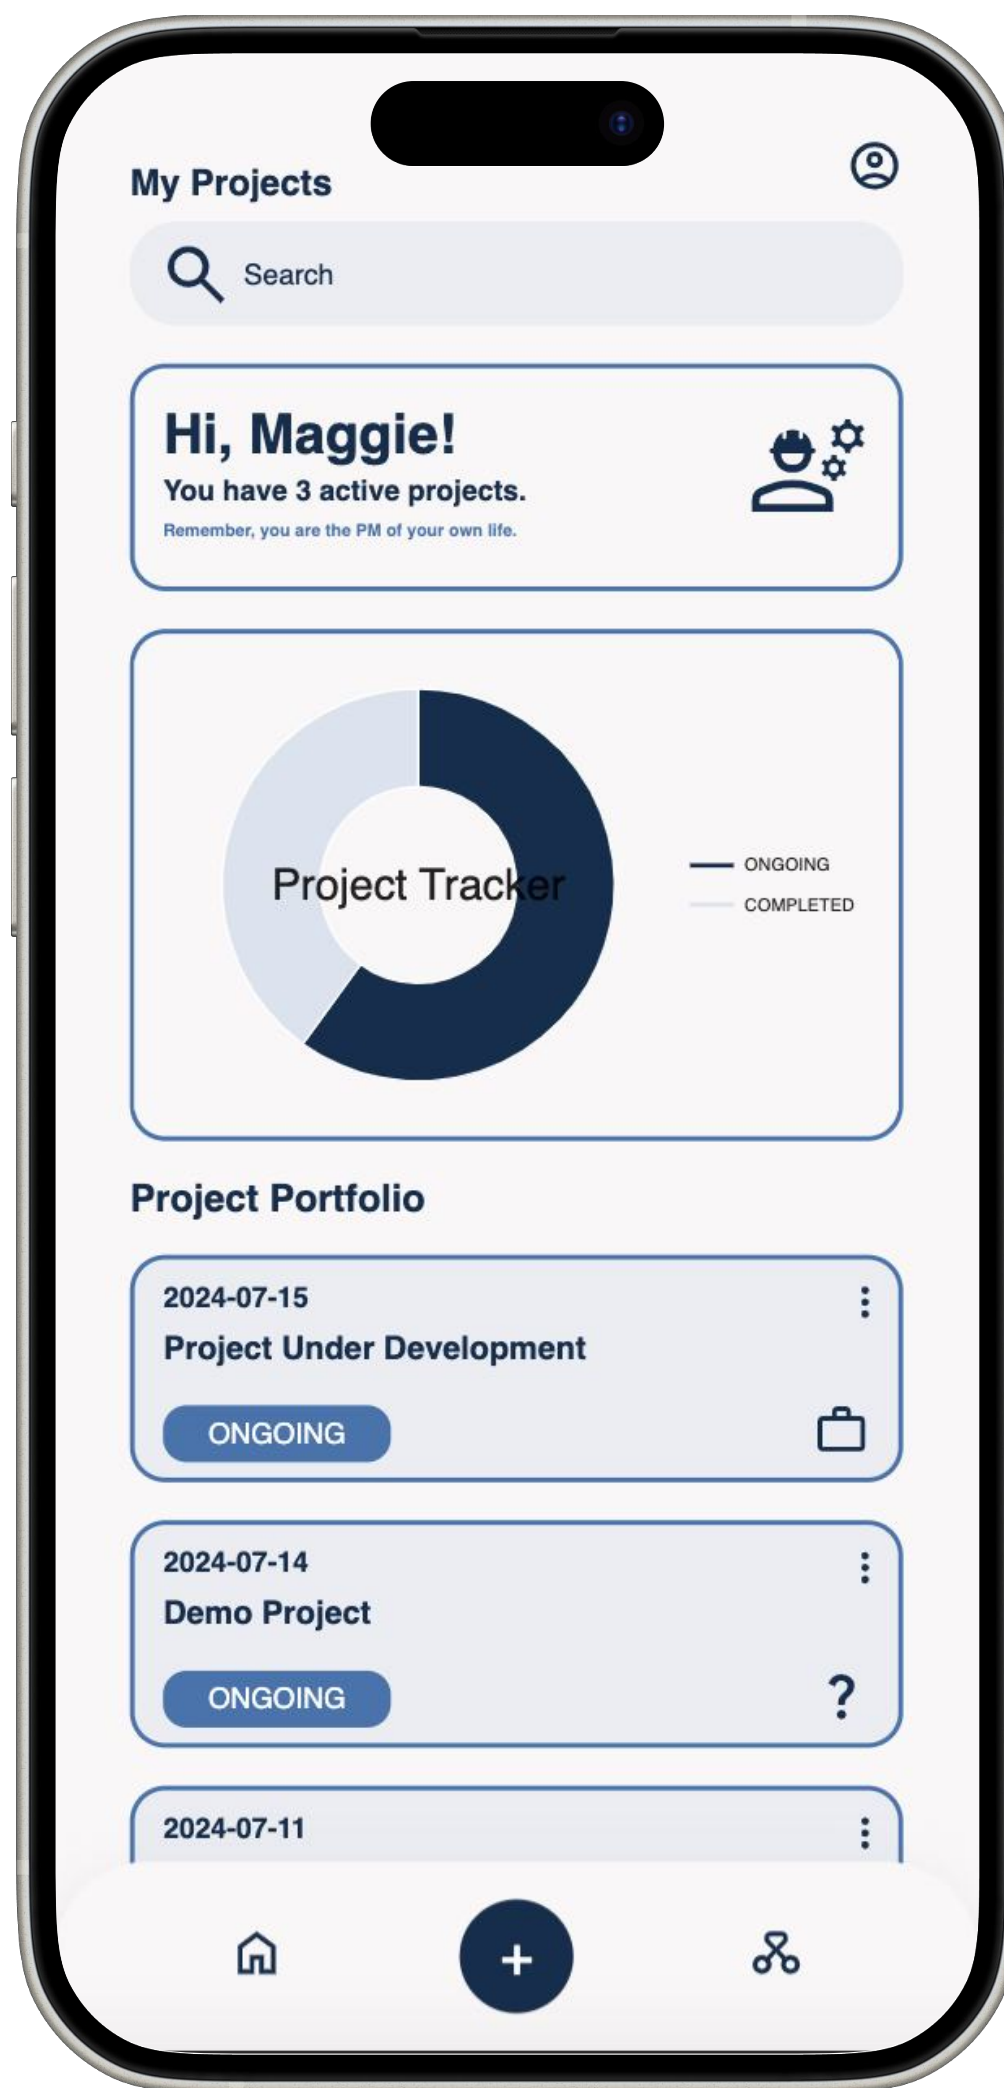 My Projects
Search
Hi, Maggie!
You have 3 active projects.
Remember, you are the PM of your own life.
Project Tracker
ONGOING
COMPLETED
Project Portfolio
2024-07-15
Project Under Development
ONGOING
2024-07-14
Demo Project
ONGOING
?
2024-07-11
+